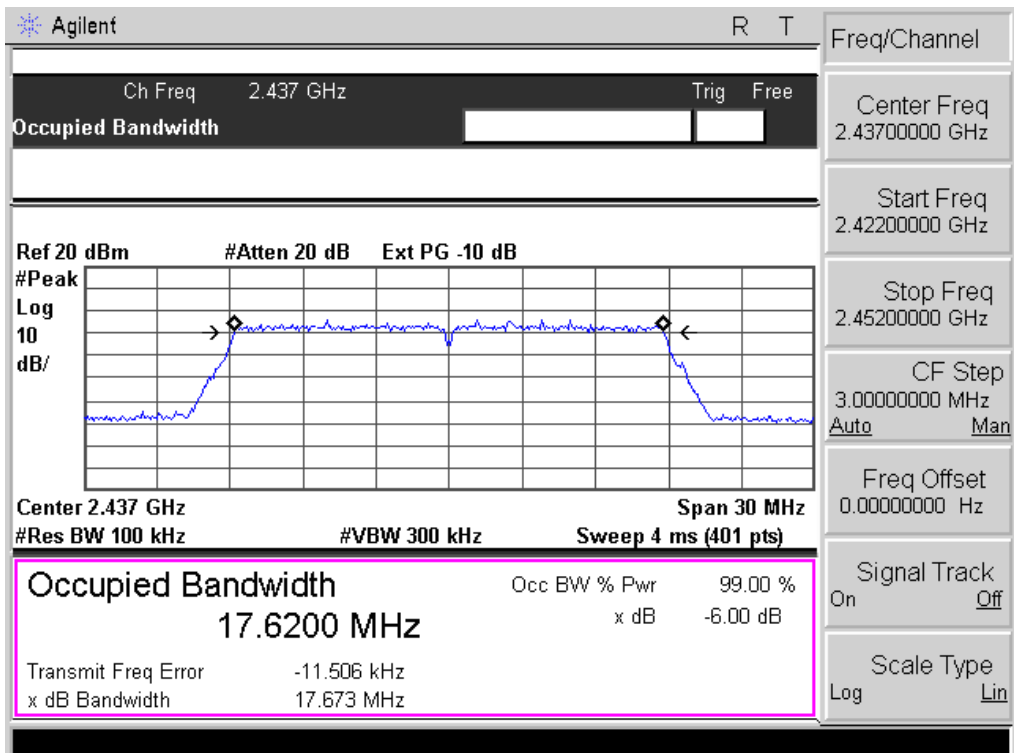 Agilent R T
Freq/Channel
Ch Freq 2.437 GHz Trig Free
Occupied Bandwidth
Center Freq
2.43700000 GHz
Start Freq
2.42200000 GHz
Stop Freq
2.45200000 GHz
CF Step
3.00000000 MHz
Auto Man
Freq Offset
0.00000000 Hz
Signal Track
On Off
Scale Type
Log Lin
Ref 20 dBm #Atten 20 dB Ext PG -10 dB
#Peak
Log
10
dB/
Center 2.437 GHz Span 30 MHz
#Res BW 100 kHz #VBW 300 kHz Sweep 4 ms (401 pts)
Occupied Bandwidth
17.6200 MHz
Occ BW % Pwr 99.00 %
x dB -6.00 dB
Transmit Freq Error -11.506 kHz
x dB Bandwidth 17.673 MHz